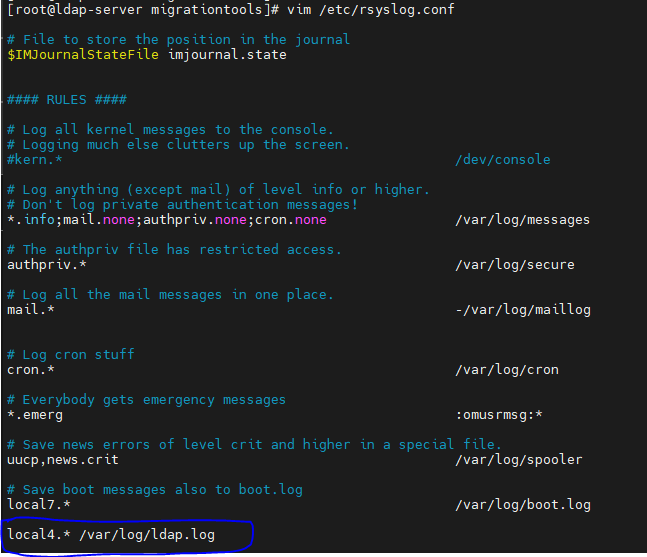 [root@ldap-server migrationtools]# vim /etc/rsyslog.conf
# File to store the position in the journal
$IMJournalStateFile imjournal.state
#### RULES ####
# Log all kernel messages to the console.
# Logging much else clutters up the screen.
#kern.* /dev/console
# Log anything (except mail) of level info or higher.
# Don't log private authentication messages!
*.info;mail.none;authpriv.none;cron.none /var/log/messages
# The authpriv file has restricted access.
authpriv.* /var/log/secure
# Log all the mail messages in one place.
mail.* -/var/log/maillog
# Log cron stuff
cron.* /var/log/cron
# Everybody gets emergency messages
*.emerg :omusrmsg:*
# Save news errors of level crit and higher in a special file.
uucp,news.crit /var/log/spooler
# Save boot messages also to boot.log
local7.* /var/log/boot.log
local4.* /var/log/ldap.log